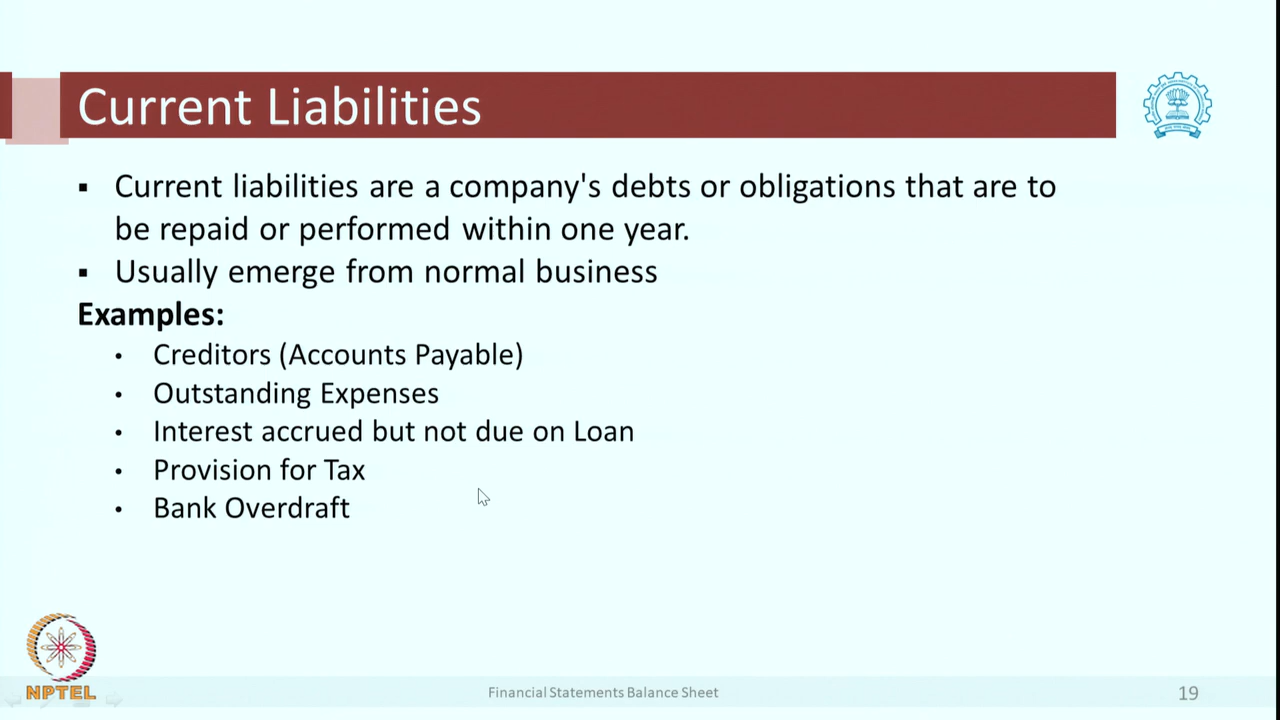 Current Liabilities
▪ Current liabilities are a company's debts or obligations that are to
be repaid or performed within one year.
▪ Usually emerge from normal business
Examples:
• Creditors (Accounts Payable)
• Outstanding Expenses
• Interest accrued but not due on Loan
• Provision for Tax
• Bank Overdraft
NPTEL
Financial Statements Balance Sheet
19